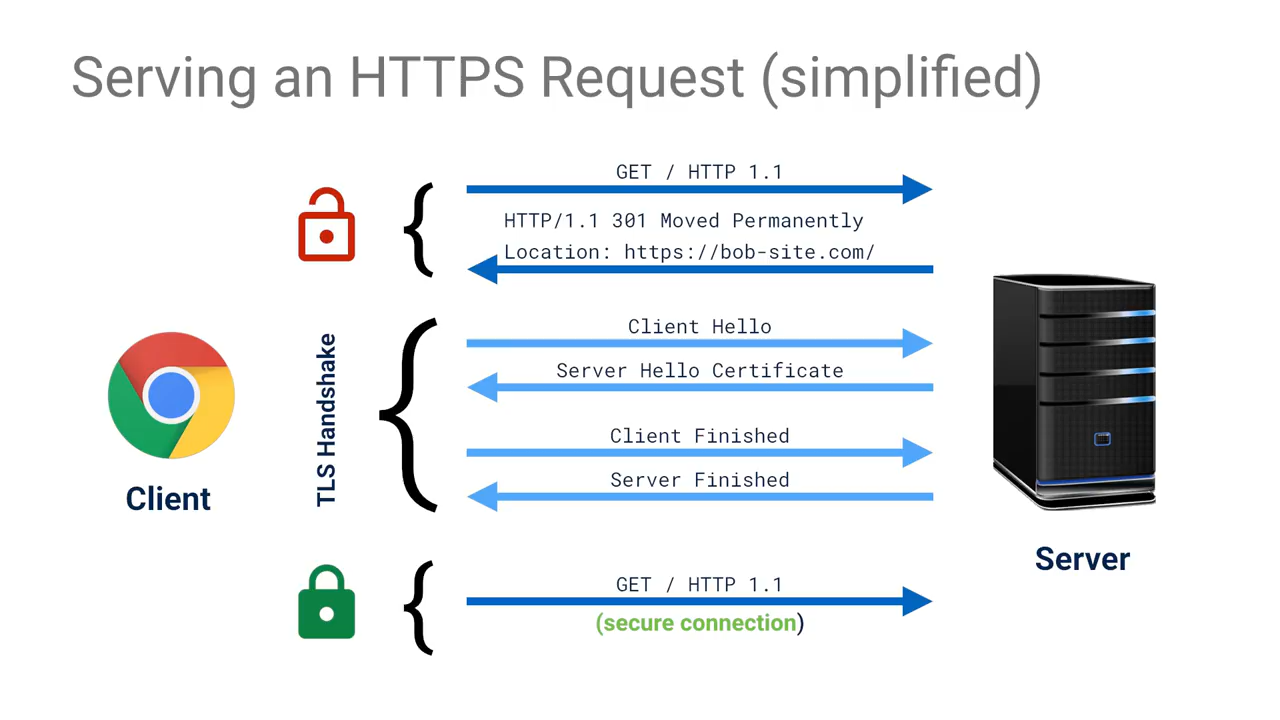 Serving an HTTPS Request (simplified)
GET / HTTP 1.1
HTTP/1.1 301 Moved Permanently
Location: https://bob-site.com/
TLS Handshake
Client Hello
Server Hello Certificate
Client Finished
Server Finished
Client
Server
GET / HTTP 1.1
(secure connection)